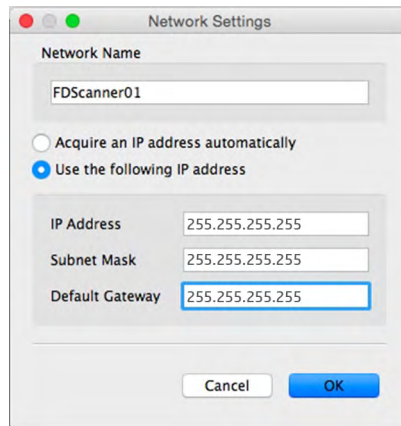 Network Settings
Network Name
FDScanner01
Acquire an IP address automatically
Use the following IP address
IP Address 255.255.255.255
Subnet Mask 255.255.255.255
Default Gateway 255.255.255.255
Cancel OK